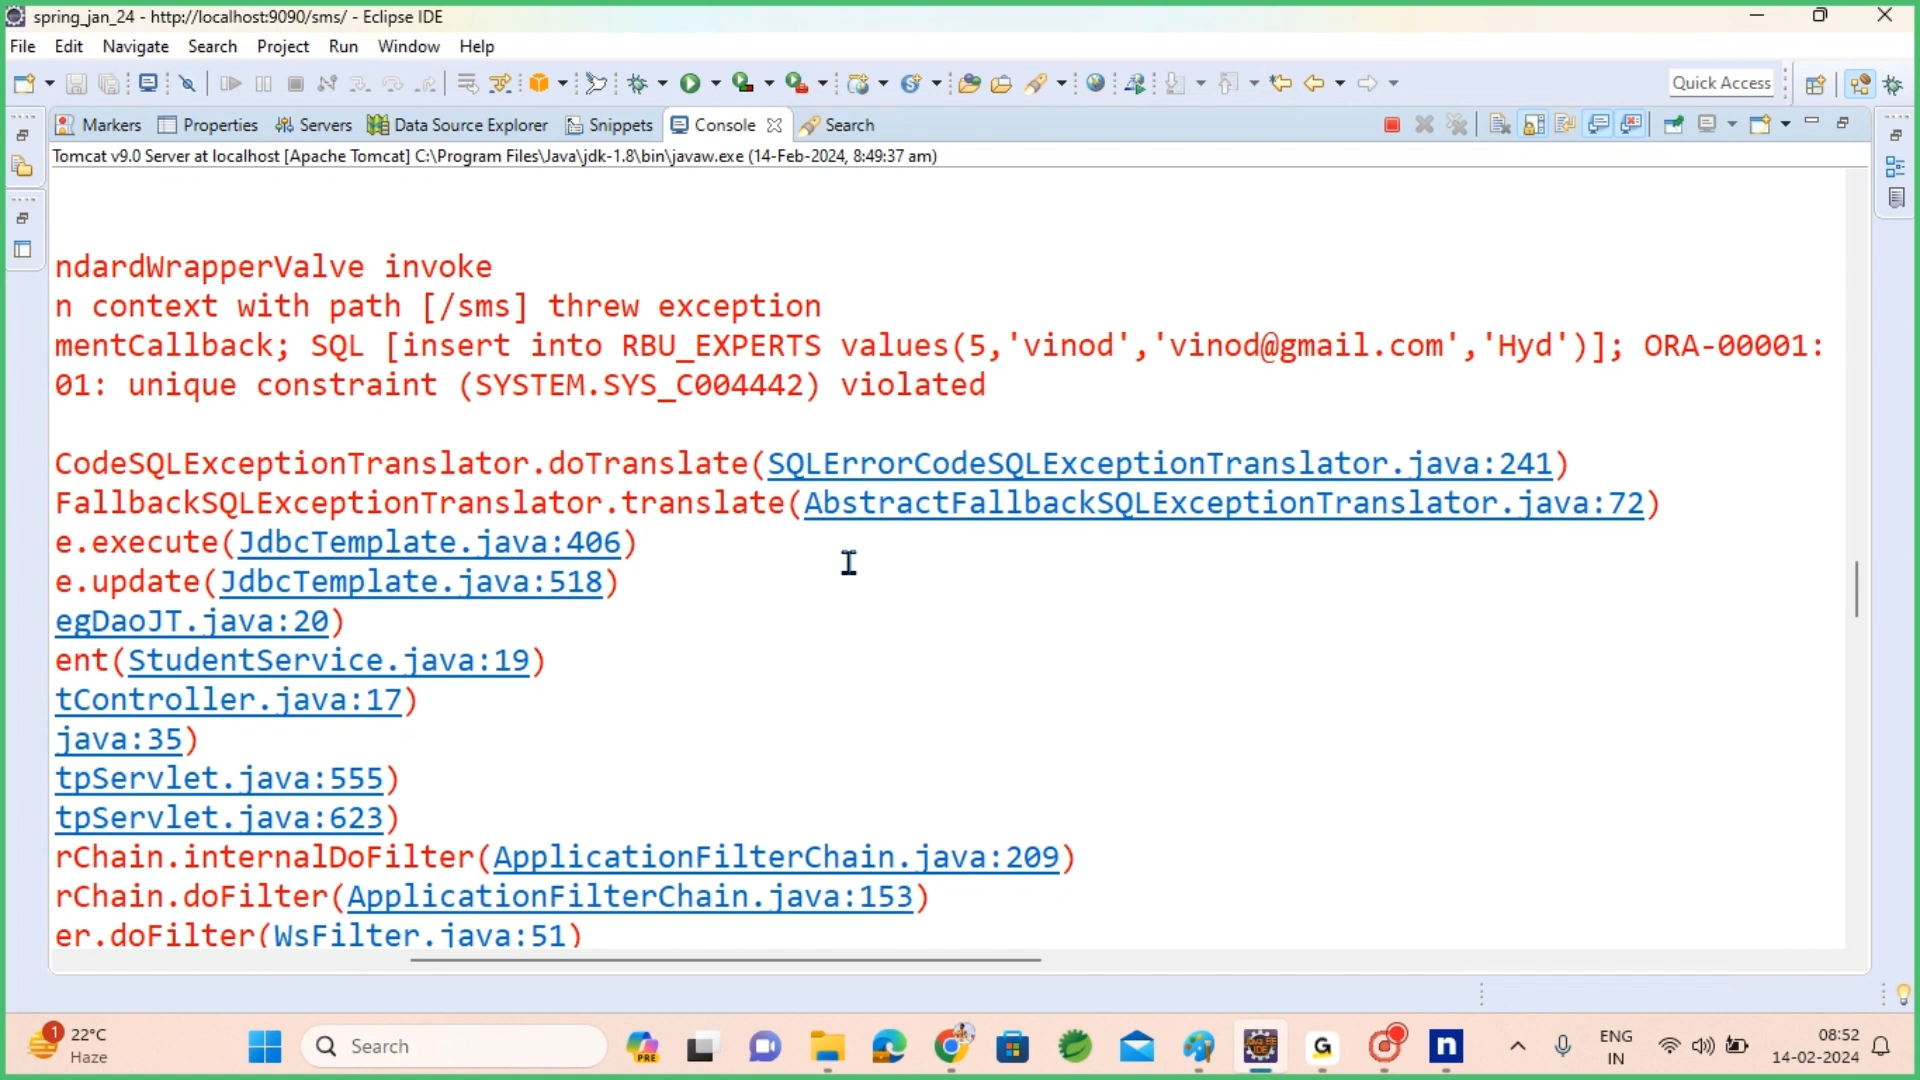 spring_jan_24 - http://localhost:9090/sms/ - Eclipse IDE
File Edit Navigate Search Project Run Window Help
Quick Access
Markers Properties Servers Data Source Explorer Snippets Console Search
Tomcat v9.0 Server at localhost [Apache Tomcat] C:\Program Files\Java\jdk-1.8\bin\javaw.exe (14-Feb-2024, 8:49:37 am)
ndardWrapperValve invoke
n context with path [/sms] threw exception
mentCallback; SQL [insert into RBU_EXPERTS values(5,'vinod','vinod@gmail.com','Hyd')]; ORA-00001:
01: unique constraint (SYSTEM.SYS_C004442) violated
CodeSQLExceptionTranslator.doTranslate(SQLErrorCodeSQLExceptionTranslator.java:241)
FallbackSQLExceptionTranslator.translate(AbstractFallbackSQLExceptionTranslator.java:72)
e.execute(JdbcTemplate.java:406)
e.update(JdbcTemplate.java:518)
egDaoJT.java:20)
ent(StudentService.java:19)
tController.java:17)
java:35)
tpServlet.java:555)
tpServlet.java:623)
rChain.internalDoFilter(ApplicationFilterChain.java:209)
rChain.doFilter(ApplicationFilterChain.java:153)
er.doFilter(WsFilter.java:51)
1 22°C
Haze
Search
PRE
ENG
IN
08:52
14-02-2024